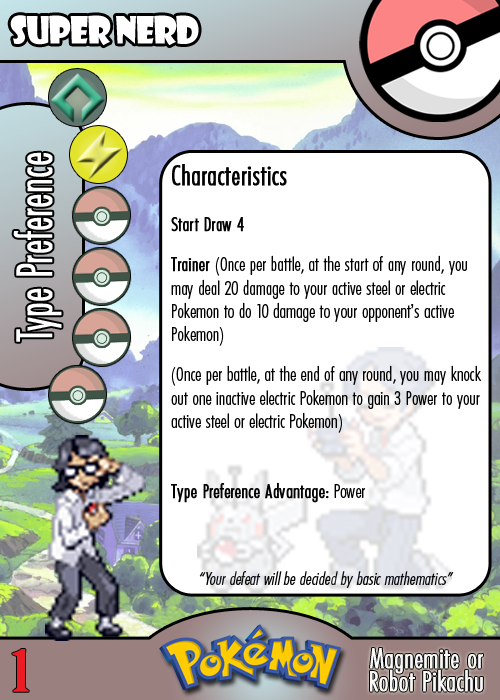 SUPER NERD
Type Preference
Characteristics
Start Draw 4
Trainer (Once per battle, at the start of any round, you
may deal 20 damage to your active steel or electric
Pokemon to do 10 damage to your opponent's active
Pokemon)
(Once per battle, at the end of any round, you may knock
out one inactive electric Pokemon to gain 3 Power to your
active steel or electric Pokemon)
Type Preference Advantage: Power
"Your defeat will be decided by basic mathematics"
1
POKéMON
Magnemite or
Robot Pikachu